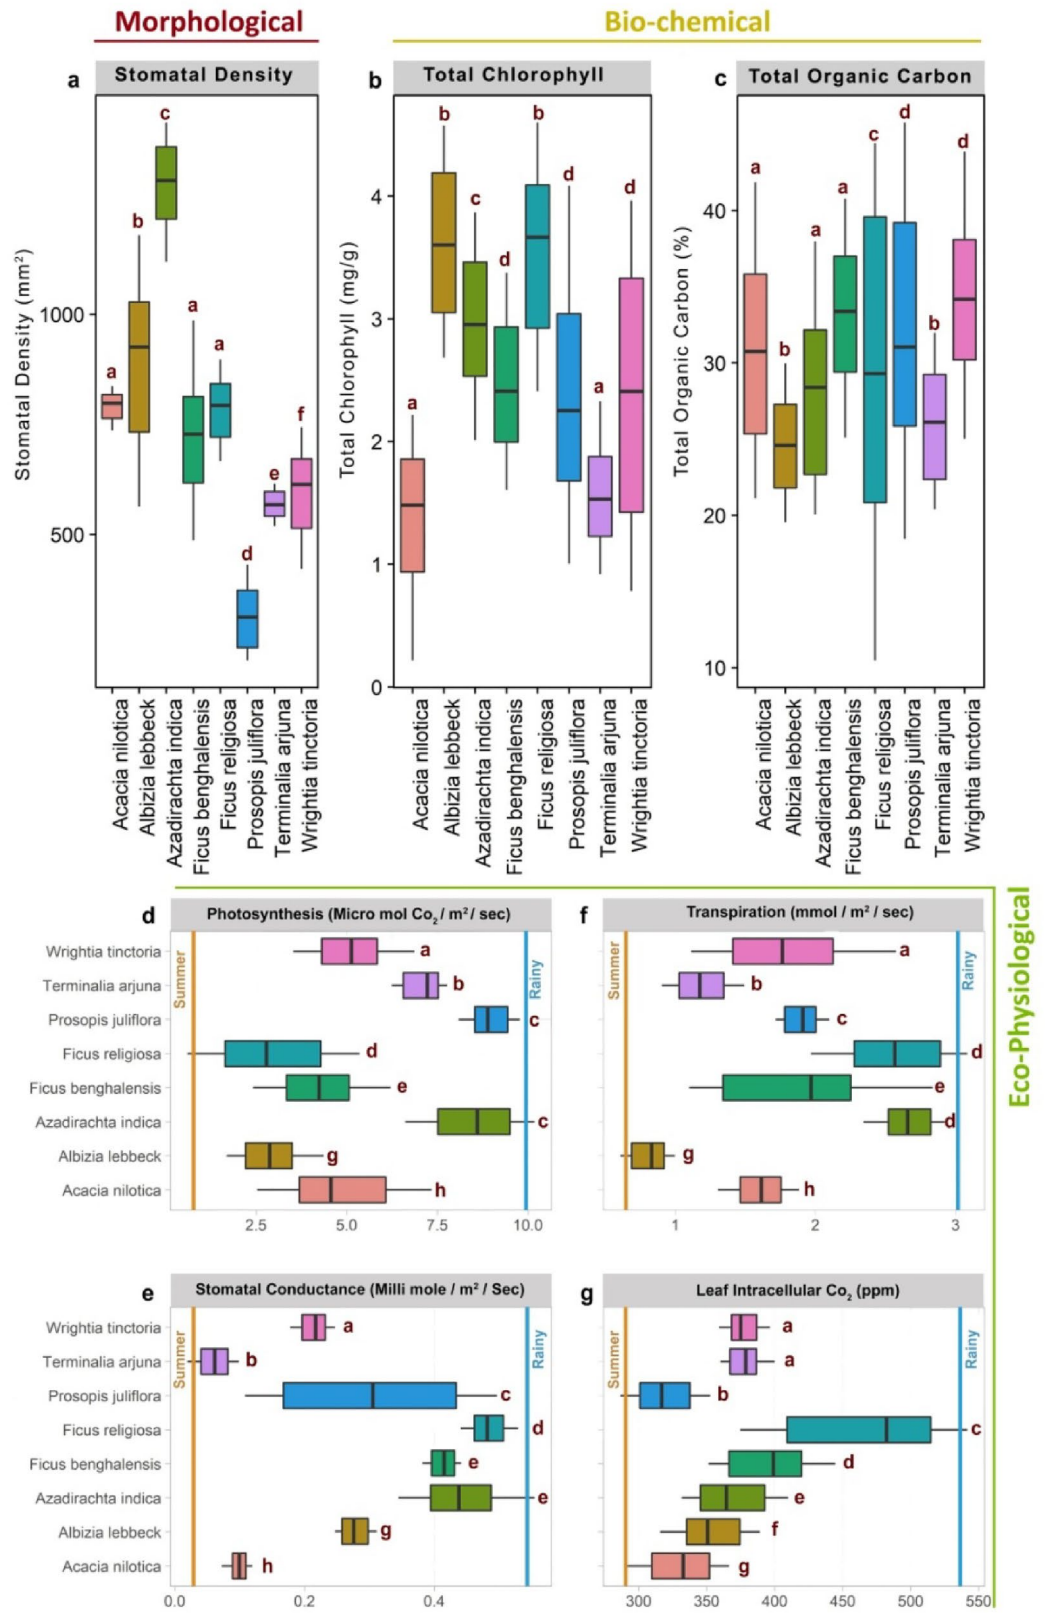 Morphological
Bio-chemical
a
Stomatal Density
b
Total Chlorophyll
c
Total Organic Carbon
Stomatal Density (mm²)
1000
500
a
b
c
a
a
d
e
f
Acacia nilotica
Albizia lebbeck
Azadirachta indica
Ficus benghalensis
Ficus religiosa
Prosopis juliflora
Terminalia arjuna
Wrightia tinctoria
Total Chlorophyll (mg/g)
4
3
2
1
0
a
b
c
d
b
d
a
d
Acacia nilotica
Albizia lebbeck
Azadirachta indica
Ficus benghalensis
Ficus religiosa
Prosopis juliflora
Terminalia arjuna
Wrightia tinctoria
Total Organic Carbon (%)
40
30
20
10
a
b
a
a
c
d
b
d
Acacia nilotica
Albizia lebbeck
Azadirachta indica
Ficus benghalensis
Ficus religiosa
Prosopis juliflora
Terminalia arjuna
Wrightia tinctoria
Eco-Physiological
d
Photosynthesis (Micro mol Co₂ / m² / sec)
Summer
Rainy
Wrightia tinctoria a
Terminalia arjuna b
Prosopis juliflora c
Ficus religiosa d
Ficus benghalensis e
Azadirachta indica c
Albizia lebbeck g
Acacia nilotica h
2.5 5.0 7.5 10.0
f
Transpiration (mmol / m² / sec)
Summer
Rainy
a
b
c
d
e
d
g
h
1 2 3
e
Stomatal Conductance (Milli mole / m² / Sec)
Summer
Rainy
Wrightia tinctoria a
Terminalia arjuna b
Prosopis juliflora c
Ficus religiosa d
Ficus benghalensis e
Azadirachta indica e
Albizia lebbeck g
Acacia nilotica h
0.0 0.2 0.4
g
Leaf Intracellular Co₂ (ppm)
Summer
Rainy
a
a
b
c
d
e
f
g
300 350 400 450 500 550